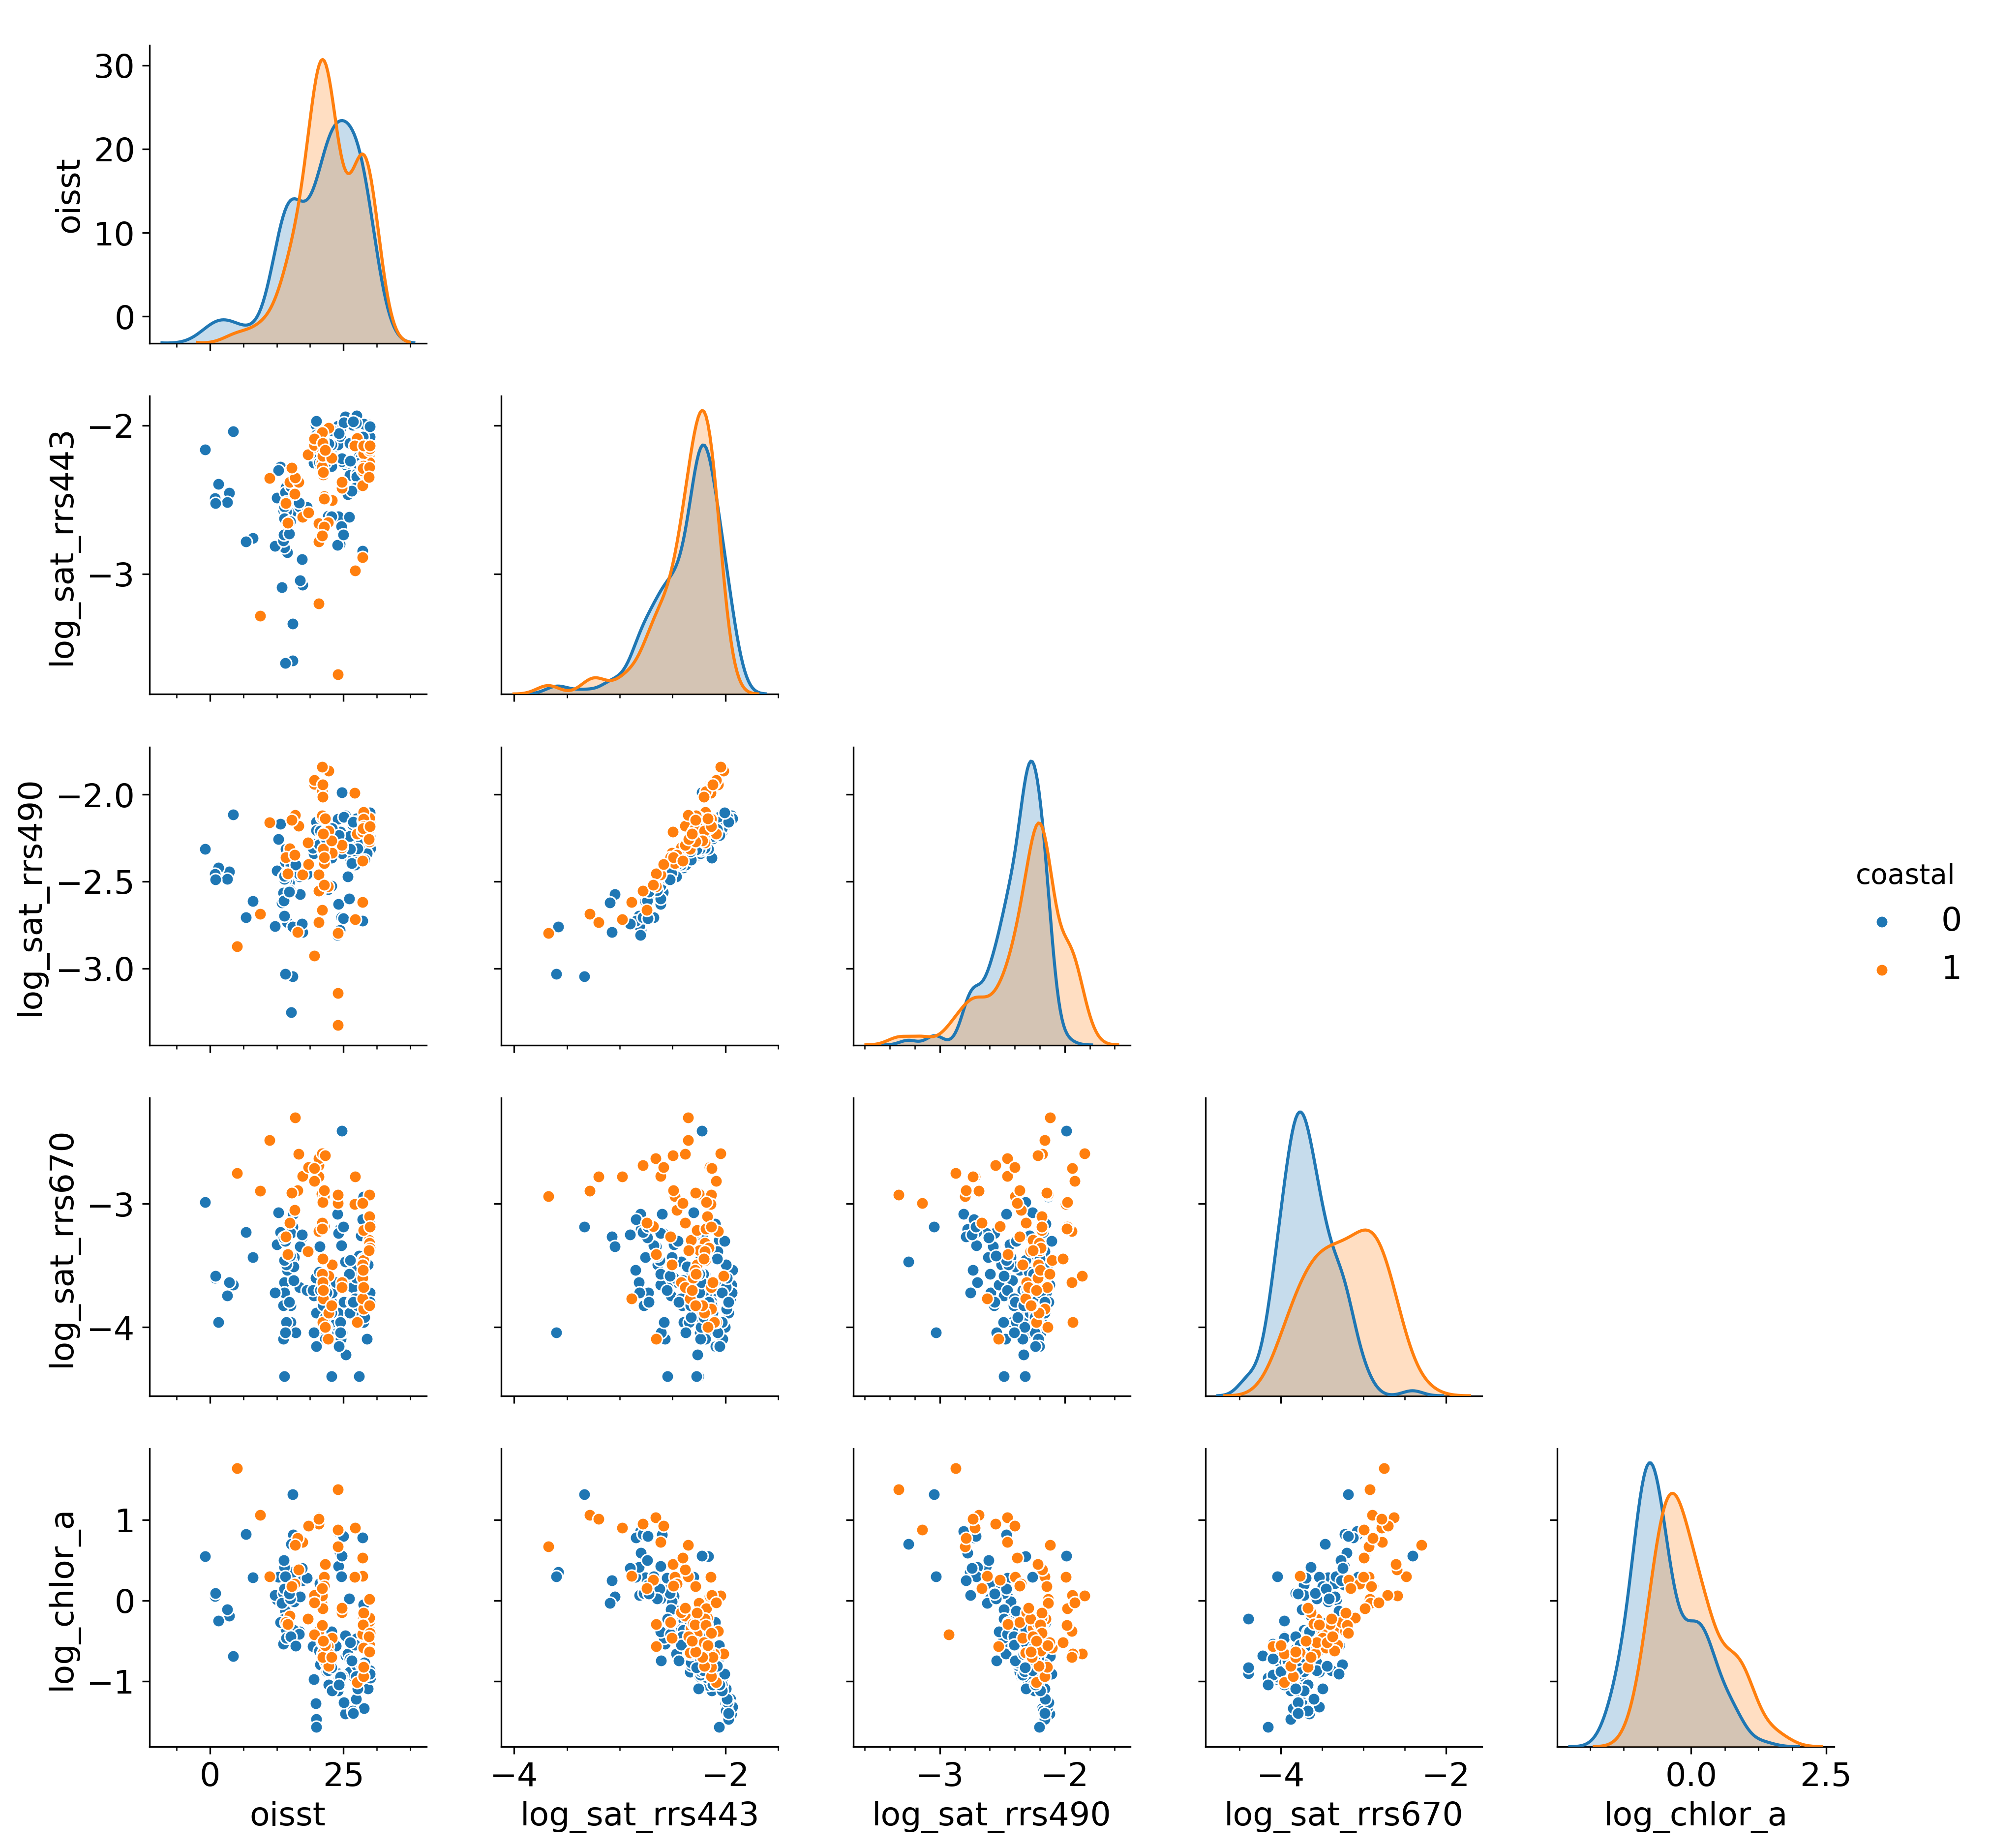 30
20
10
0
oisst
−2
−3
log_sat_rrs443
−2.0
−2.5
−3.0
log_sat_rrs490
coastal
0
1
−3
−4
log_sat_rrs670
1
0
−1
log_chlor_a
0 25 −4 −2 −3 −2 −4 −2 0.0 2.5
oisst log_sat_rrs443 log_sat_rrs490 log_sat_rrs670 log_chlor_a